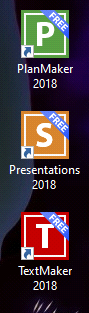 P
FREE
PlanMaker
2018
S
FREE
Presentations
2018
T
FREE
TextMaker
2018